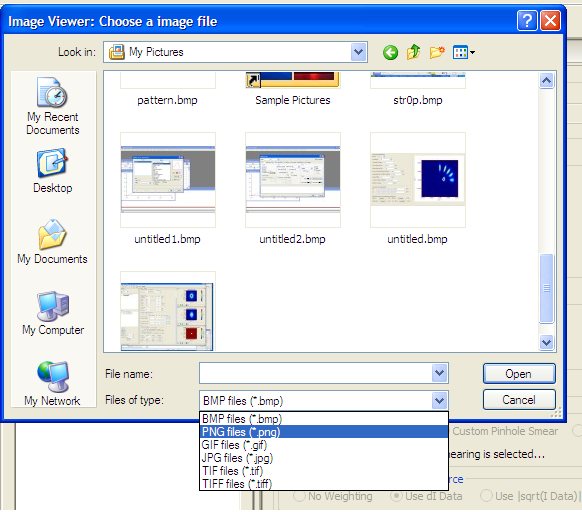 Image Viewer: Choose a image file
Look in:
My Pictures
My Recent
Documents
Desktop
My Documents
My Computer
My Network
pattern.bmp
Sample Pictures
str0p.bmp
untitled1.bmp
untitled2.bmp
untitled.bmp
File name:
Open
Files of type:
BMP files (*.bmp)
Cancel
BMP files (*.bmp)
PNG files (*.png)
GIF files (*.gif)
JPG files (*.jpg)
TIF files (*.tif)
TIFF files (*.tiff)
Custom Pinhole Smear
earing is selected...
rce
No Weighting
Use dI Data
Use |sqrt(I Data)|